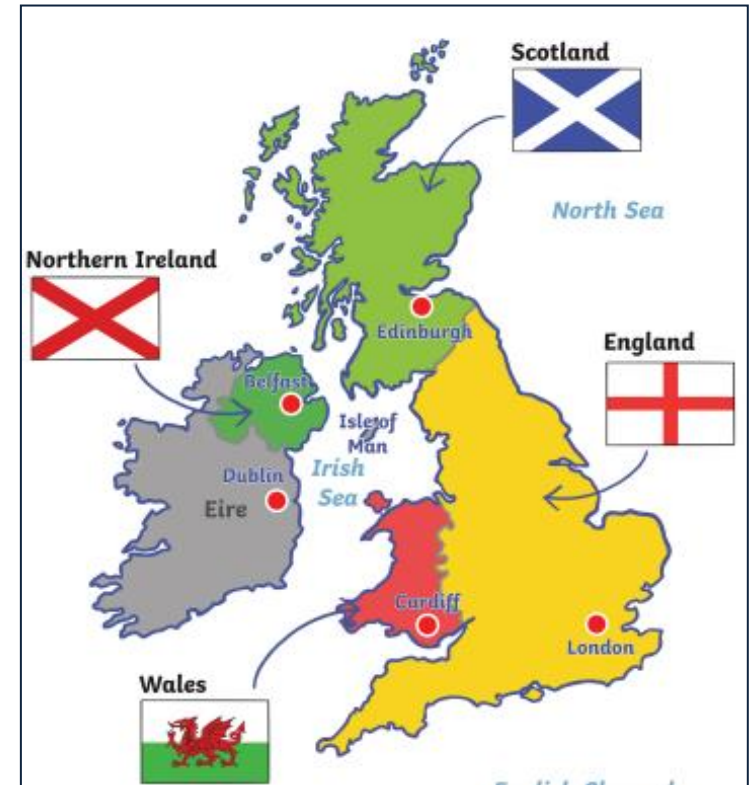 Scotland
North Sea
Northern Ireland
Edinburgh
England
Belfast
Isle of
Man
Irish
Sea
Dublin
Eire
Cardiff
London
Wales